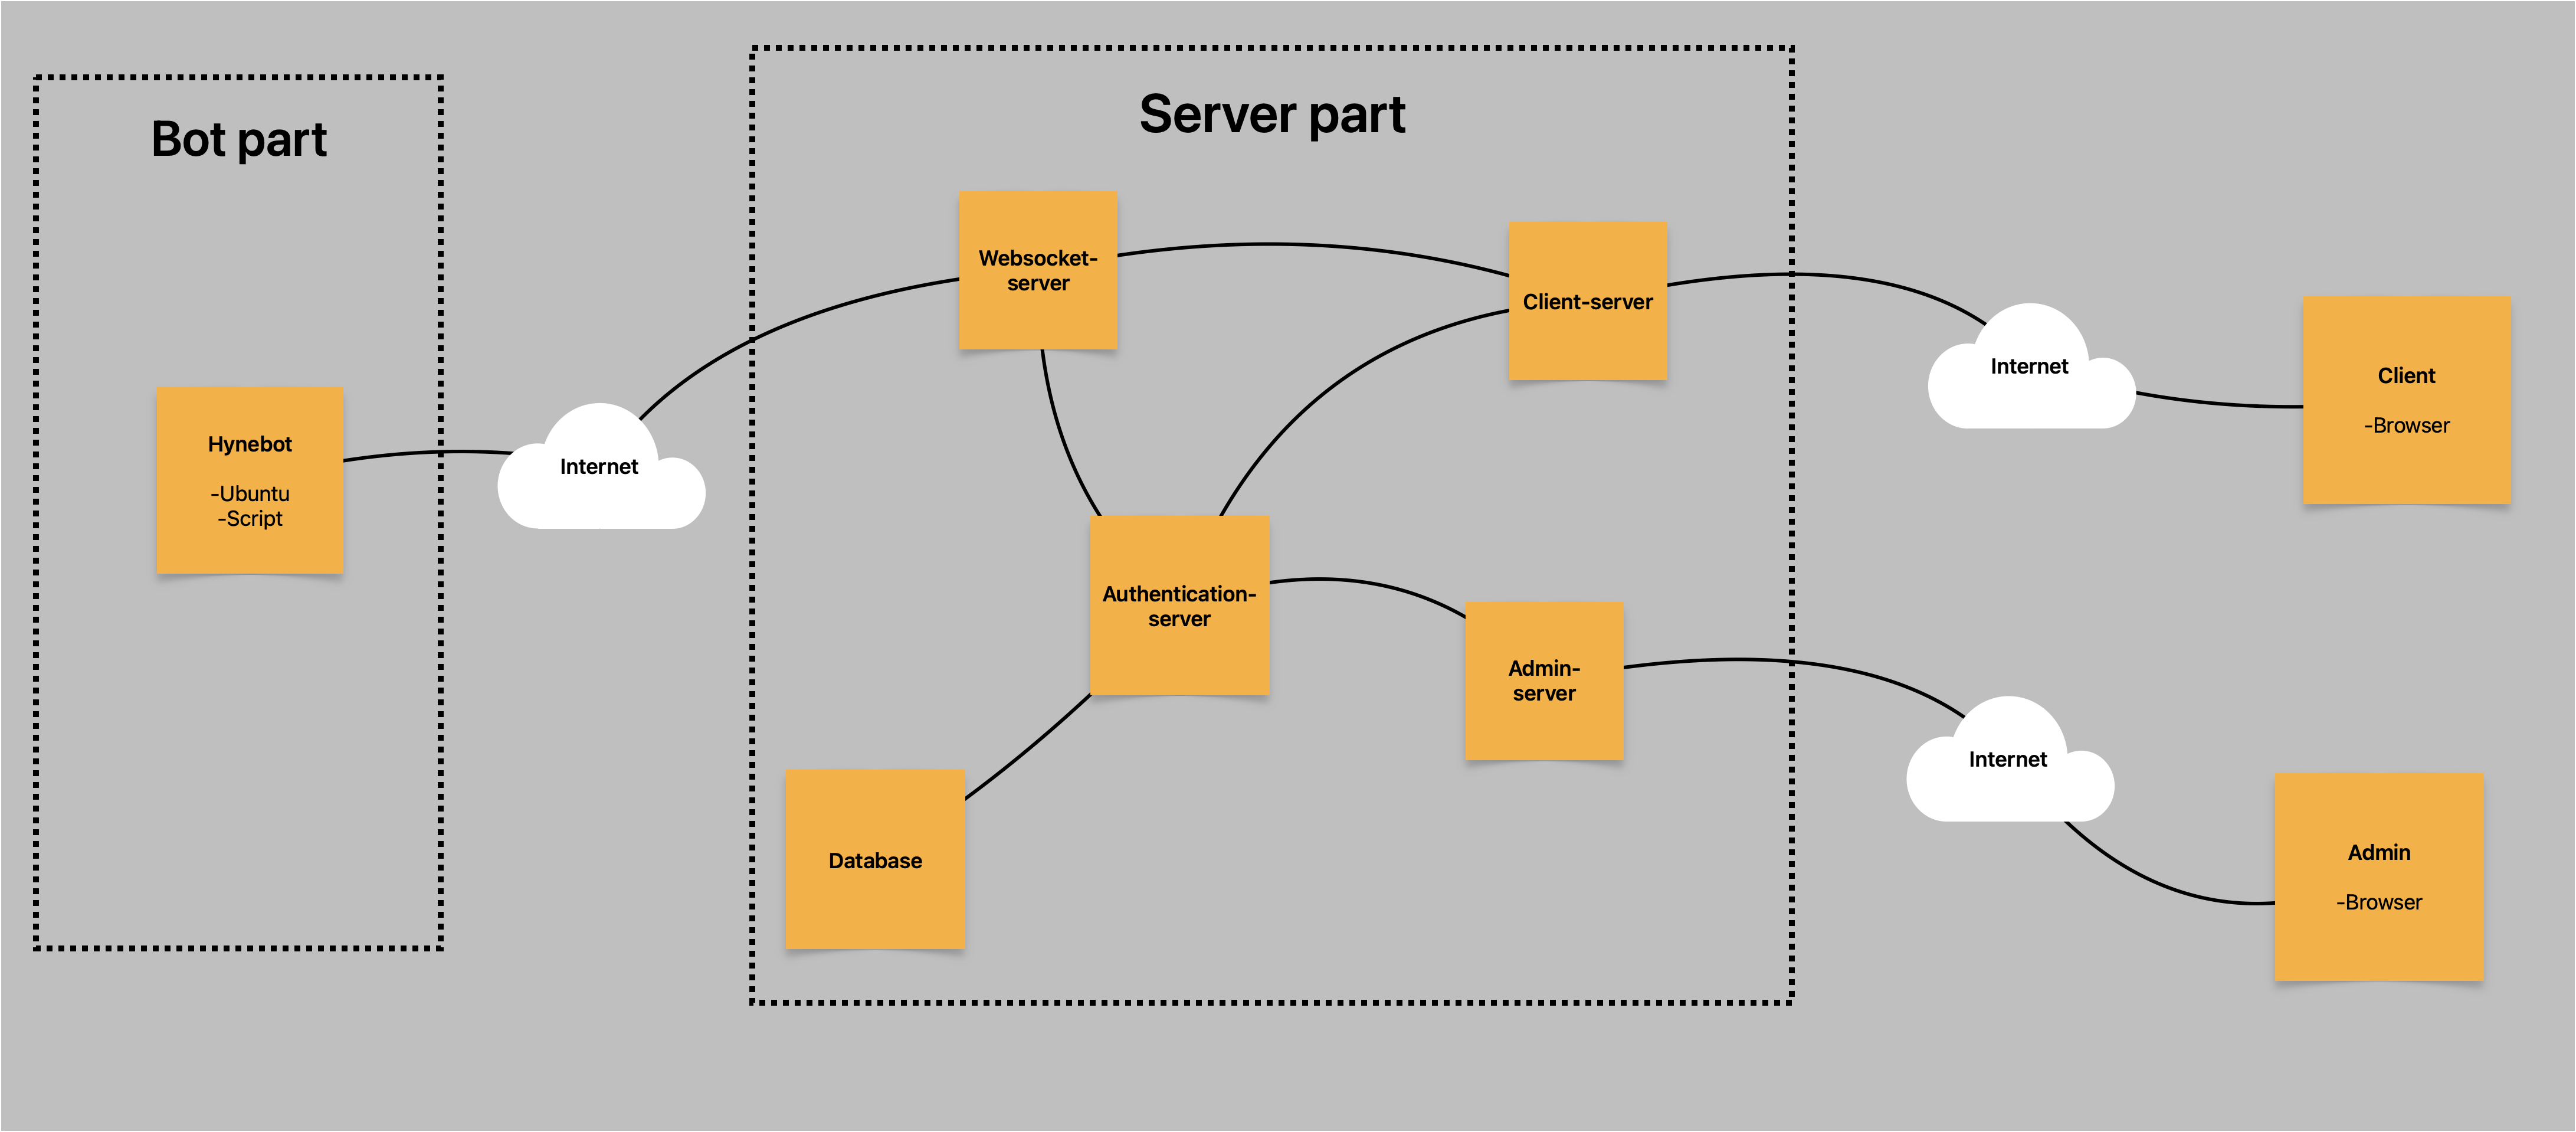 Bot part
Hynebot
-Ubuntu
-Script
Internet
Server part
Websocket-
server
Client-server
Authentication-
server
Admin-
server
Database
Internet
Client
-Browser
Internet
Admin
-Browser